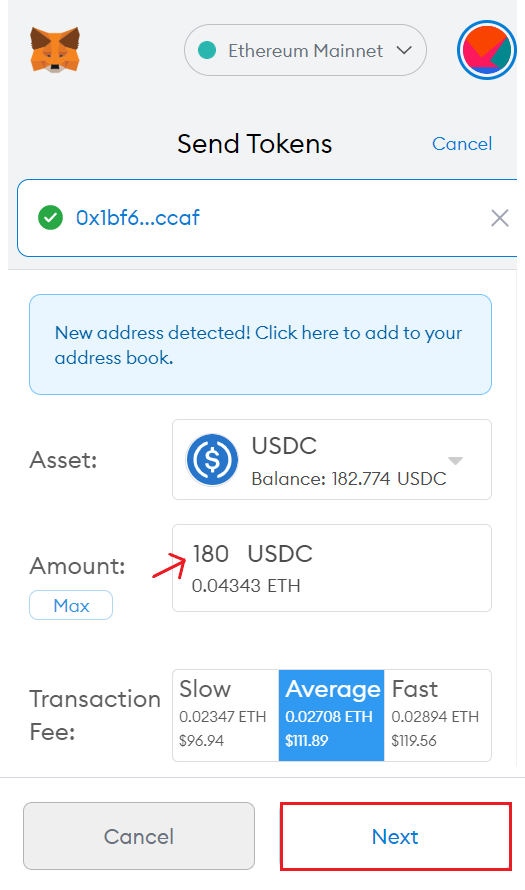 Ethereum Mainnet
Send Tokens
Cancel
0x1bf6...ccaf
New address detected! Click here to add to your
address book.
Asset:
USDC
Balance: 182.774 USDC
Amount:
Max
180 USDC
0.04343 ETH
Transaction
Fee:
Slow
0.02347 ETH
$96.94
Average
0.02708 ETH
$111.89
Fast
0.02894 ETH
$119.56
Cancel
Next